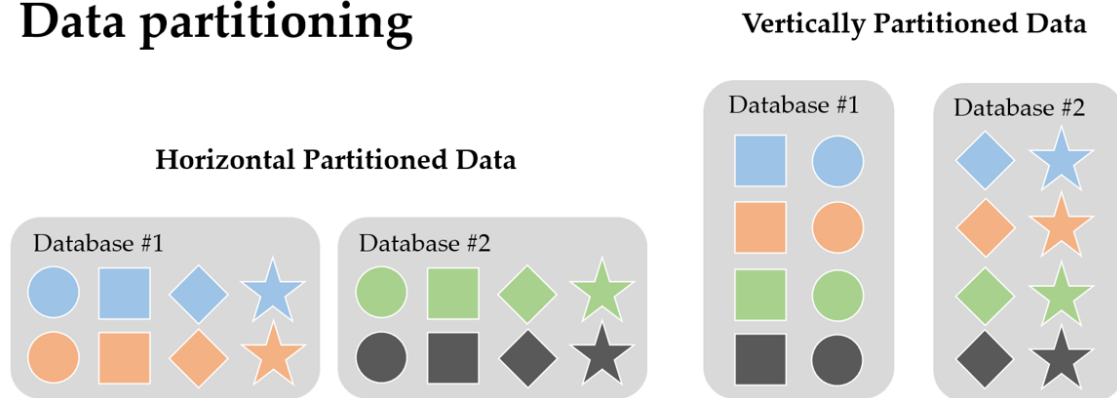 Data partitioning
Horizontal Partitioned Data
Database #1
Database #2
Vertically Partitioned Data
Database #1
Database #2